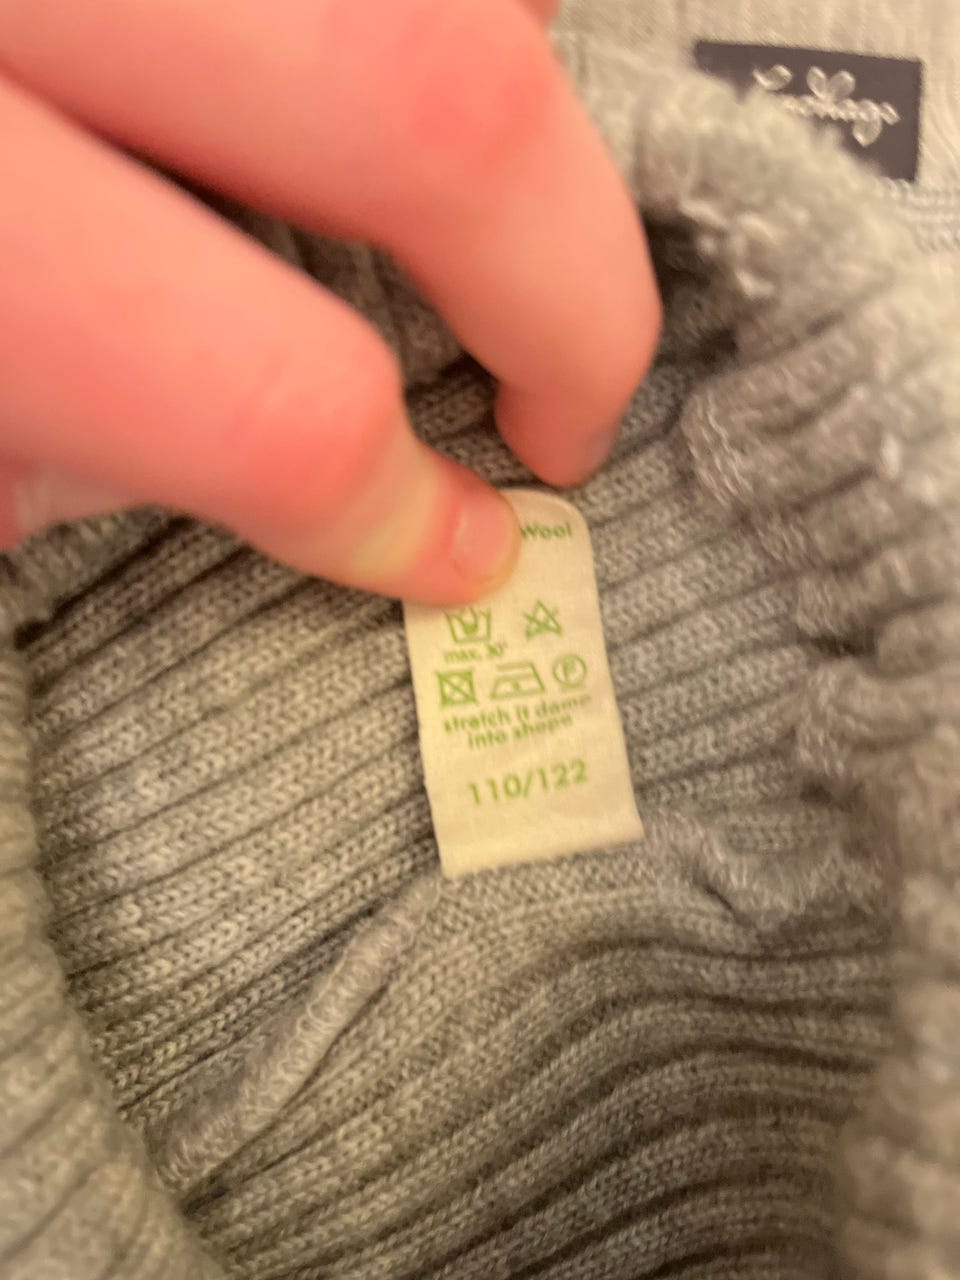 Wool
max. 30°
stretch it damp
into shape
110/122